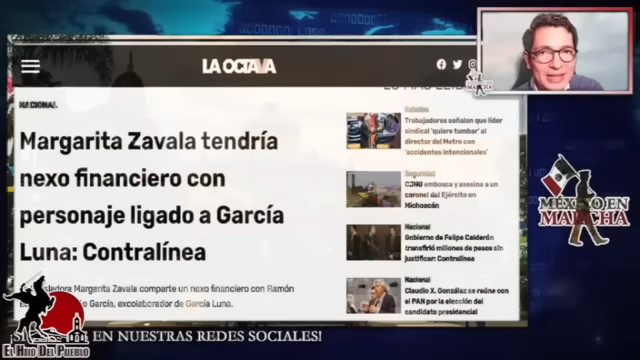 LA OCTAVA
NACIONAL
Margarita Zavala tendría
nexo financiero con
personaje ligado a García
Luna: Contralínea
Margarita Zavala comparte un nexo financiero con Ramón
García, excolaborador de García Luna.
Trabajadores señalan que líder
sindical 'quiere tumbar' al
director del Metro con
'accidentes intencionales'
Seguridad
CJNG embosca y asesina a un
coronel del Ejército en
Michoacán
Nacional
Gobierno de Felipe Calderón
transfirió millones de pesos sin
justificar: Contralínea
Nacional
Claudio X. González se reúne con
el PAN por la elección del
candidato presidencial
MÉXICO EN
MARCHA
EL HIJO DEL PUEBLO
EN NUESTRAS REDES SOCIALES!